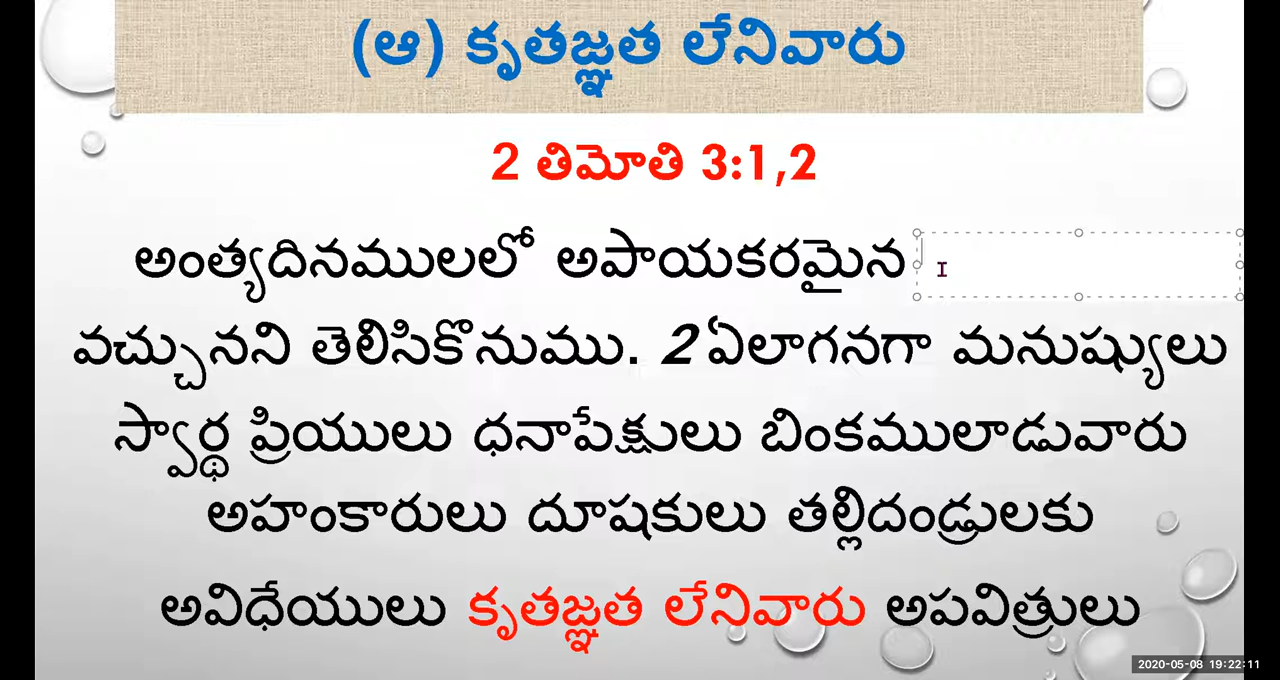 (ఆ) కృతజ్ఞత లేనివారు
2 తిమోతి 3:1,2
అంత్యదినములలో అపాయకరమైన
వచ్చునని తెలిసికొనుము. 2 ఏలాగనగా మనుష్యులు
స్వార్థ ప్రియులు ధనాపేక్షులు బింకములాడువారు
అహంకారులు దూషకులు తల్లిదండ్రులకు
అవిధేయులు కృతజ్ఞత లేనివారు అపవిత్రులు
2020-05-08 19:22:11